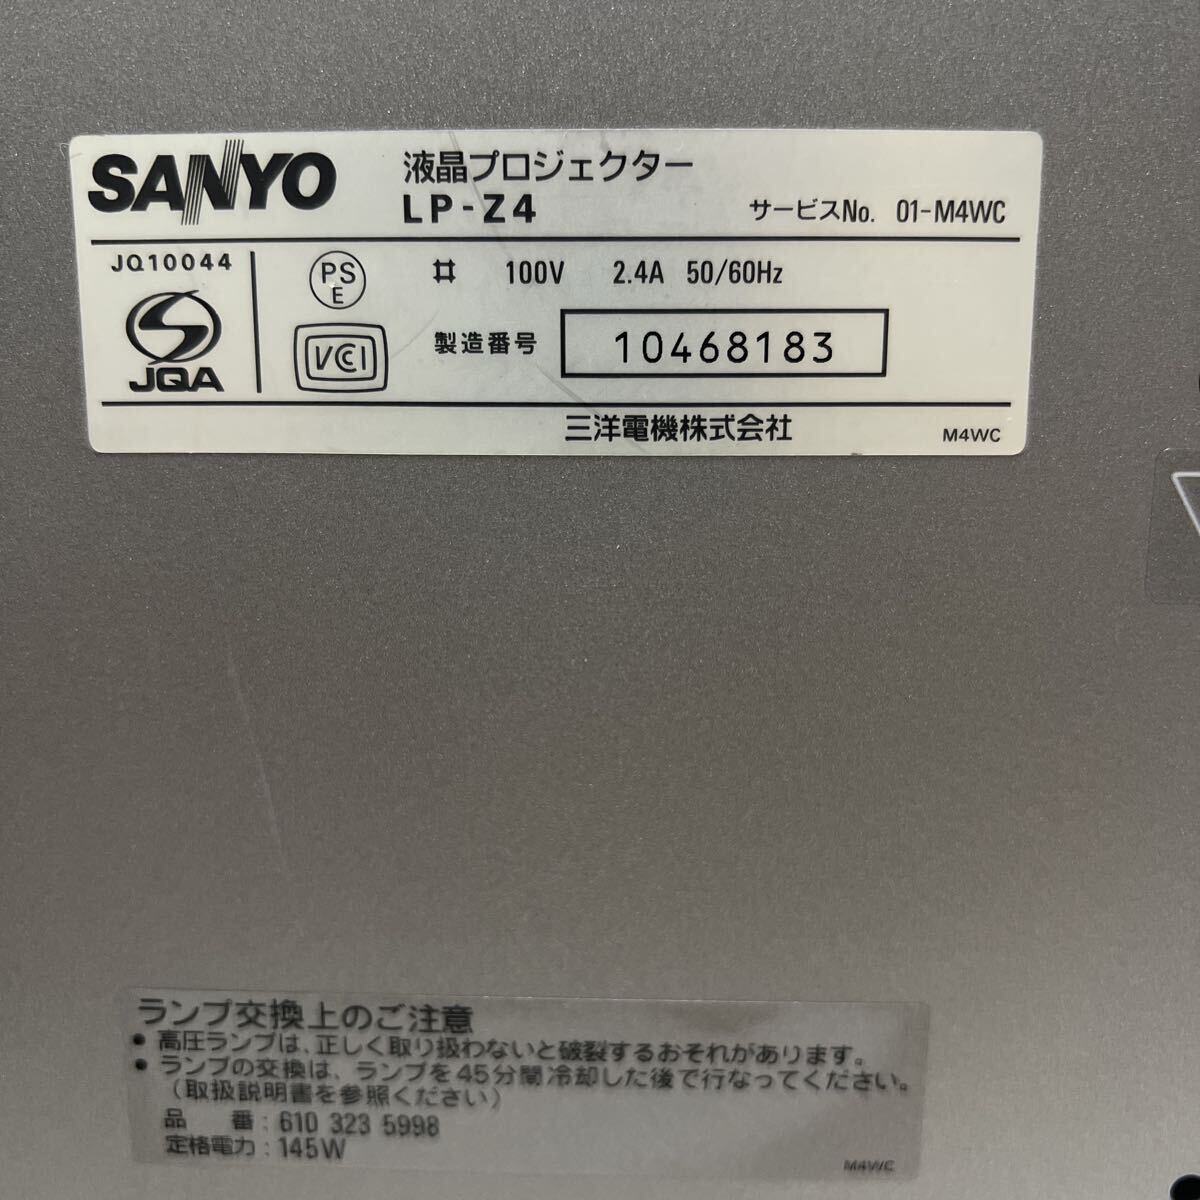 SANYO
液晶プロジェクター
LP-Z4
サービスNo. 01-M4WC
JQ10044
JQA
PS
E
VCCI
⌗ 100V 2.4A 50/60Hz
製造番号 10468183
三洋電機株式会社
M4WC
ランプ交換上のご注意
● 高圧ランプは、正しく取り扱わないと破裂するおそれがあります。
● ランプの交換は、ランプを45分間冷却した後で行なってください。
（取扱説明書を参照ください）
品 番：610 323 5998
定格電力：145W
M4WC